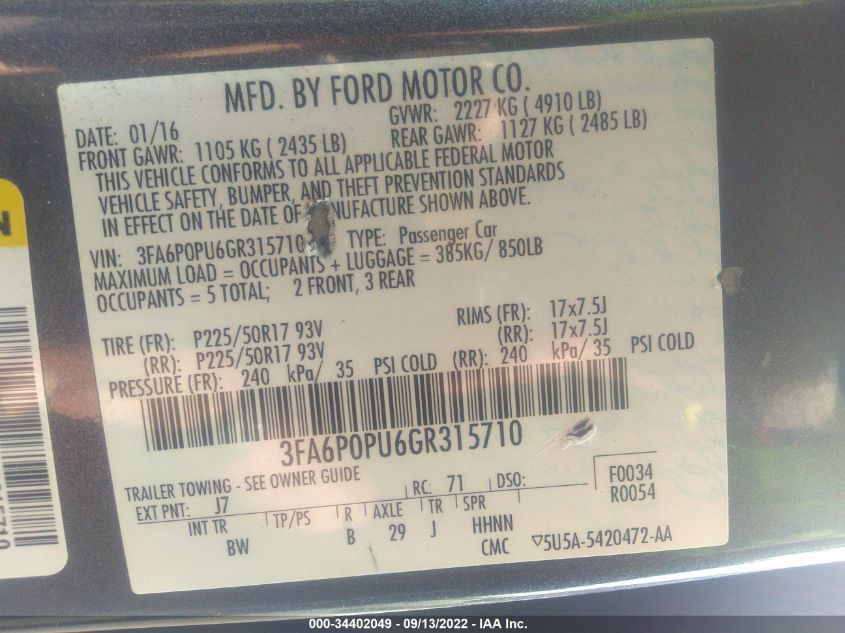 MFD. BY FORD MOTOR CO.
DATE: 01/16
GVWR: 2227 KG ( 4910 LB)
FRONT GAWR: 1105 KG ( 2435 LB)
REAR GAWR: 1127 KG ( 2485 LB)
THIS VEHICLE CONFORMS TO ALL APPLICABLE FEDERAL MOTOR
VEHICLE SAFETY, BUMPER, AND THEFT PREVENTION STANDARDS
IN EFFECT ON THE DATE OF NUFACTURE SHOWN ABOVE.
VIN: 3FA6P0PU6GR315710
TYPE: Passenger Car
MAXIMUM LOAD = OCCUPANTS + LUGGAGE = 385KG/ 850LB
OCCUPANTS = 5 TOTAL; 2 FRONT, 3 REAR
TIRE (FR): P225/50R17 93V
RIMS (FR): 17x7.5J
(RR): P225/50R17 93V
(RR): 17x7.5J
PRESSURE (FR): 240 kPa/ 35 PSI COLD (RR): 240 kPa/ 35 PSI COLD
3FA6P0PU6GR315710
TRAILER TOWING - SEE OWNER GUIDE
EXT PNT: J7 RC: 71 DSO:
F0034
R0054
INT TR TP/PS R AXLE TR SPR
BW B 29 J HHNN
CMC ▽5U5A-5420472-AA
000-34402049 - 09/13/2022 - IAA Inc.